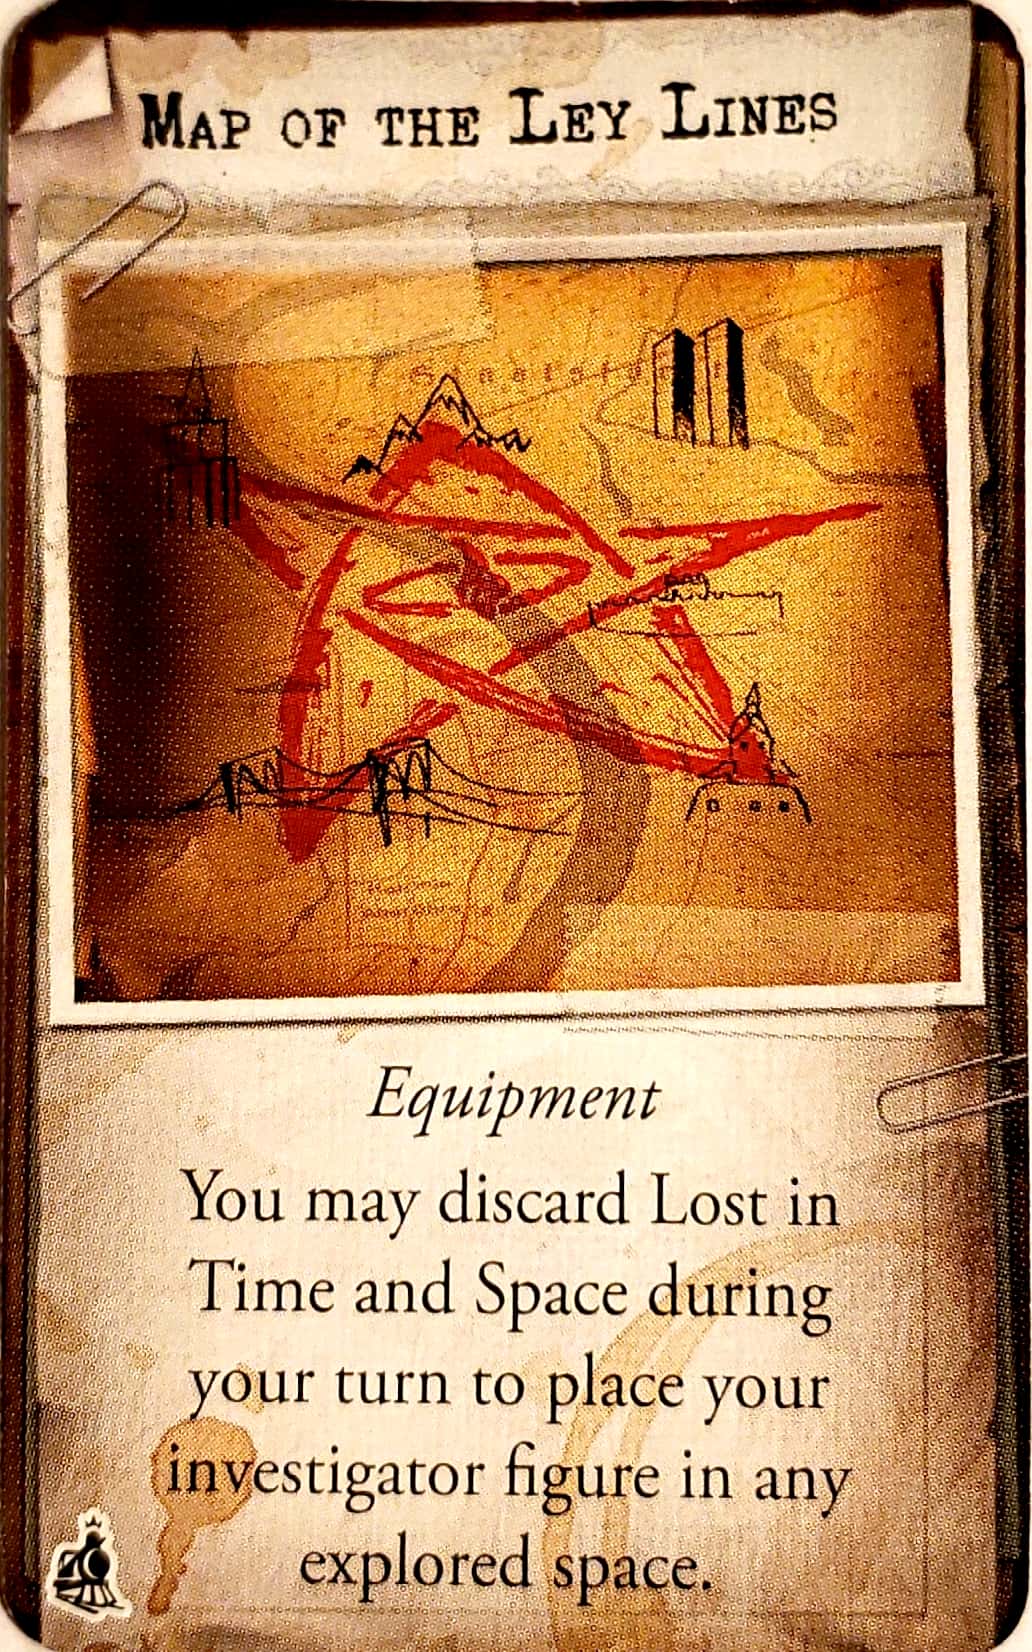 Map of the Ley Lines
Equipment
You may discard Lost in
Time and Space during
your turn to place your
investigator figure in any
explored space.